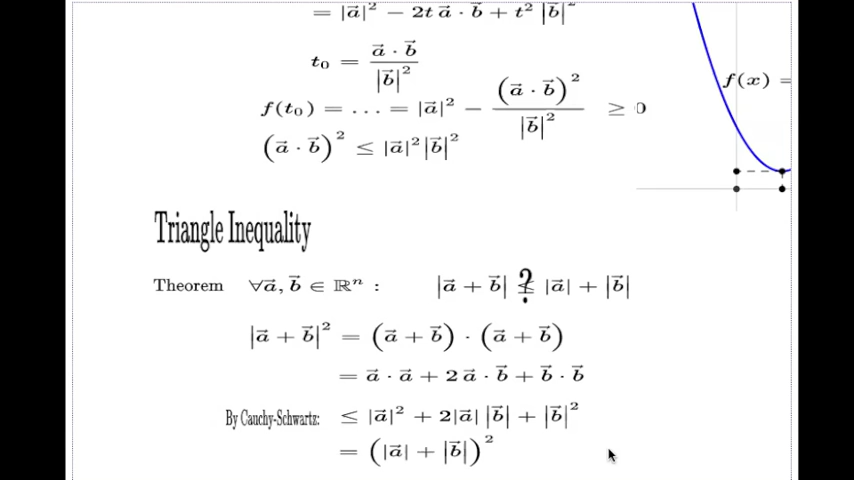 = |a⃗|² − 2t a⃗ · b⃗ + t² |b⃗|²
t₀ = (a⃗ · b⃗) / |b⃗|²
f(t₀) = … = |a⃗|² − (a⃗ · b⃗)² / |b⃗|² ≥ 0
f(x) =
(a⃗ · b⃗)² ≤ |a⃗|²|b⃗|²
Triangle Inequality
Theorem ∀a⃗, b⃗ ∈ ℝⁿ : |a⃗ + b⃗| ≤ ? |a⃗| + |b⃗|
|a⃗ + b⃗|² = (a⃗ + b⃗) · (a⃗ + b⃗)
= a⃗ · a⃗ + 2 a⃗ · b⃗ + b⃗ · b⃗
By Cauchy-Schwartz: ≤ |a⃗|² + 2|a⃗| |b⃗| + |b⃗|²
= (|a⃗| + |b⃗|)²